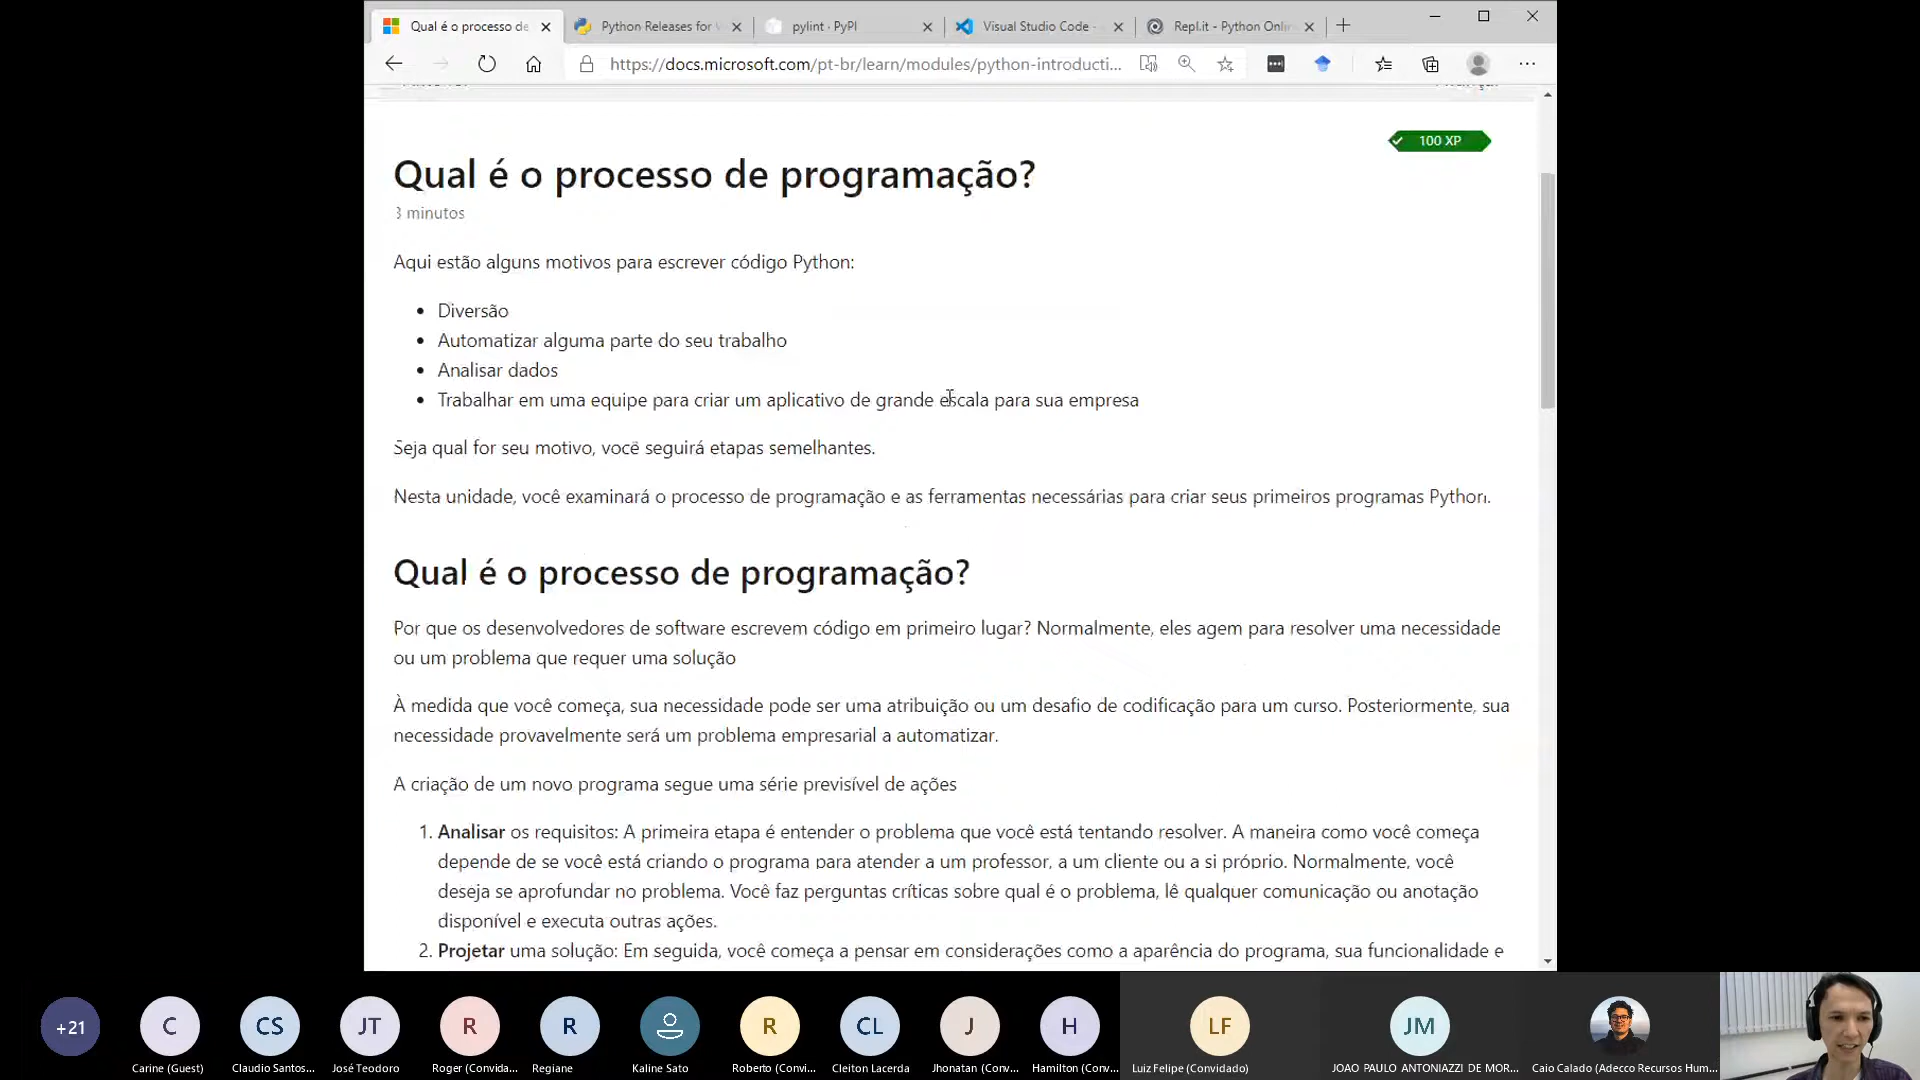 Qual é o processo de
Python Releases for
pylint · PyPI
Visual Studio Code -
Repl.it - Python Onlin
https://docs.microsoft.com/pt-br/learn/modules/python-introducti...
100 XP
Qual é o processo de programação?
3 minutos
Aqui estão alguns motivos para escrever código Python:
• Diversão
• Automatizar alguma parte do seu trabalho
• Analisar dados
• Trabalhar em uma equipe para criar um aplicativo de grande escala para sua empresa
Seja qual for seu motivo, você seguirá etapas semelhantes.
Nesta unidade, você examinará o processo de programação e as ferramentas necessárias para criar seus primeiros programas Python.
Qual é o processo de programação?
Por que os desenvolvedores de software escrevem código em primeiro lugar? Normalmente, eles agem para resolver uma necessidade
ou um problema que requer uma solução
À medida que você começa, sua necessidade pode ser uma atribuição ou um desafio de codificação para um curso. Posteriormente, sua
necessidade provavelmente será um problema empresarial a automatizar.
A criação de um novo programa segue uma série previsível de ações
1. Analisar os requisitos: A primeira etapa é entender o problema que você está tentando resolver. A maneira como você começa
depende de se você está criando o programa para atender a um professor, a um cliente ou a si próprio. Normalmente, você
deseja se aprofundar no problema. Você faz perguntas críticas sobre qual é o problema, lê qualquer comunicação ou anotação
disponível e executa outras ações.
2. Projetar uma solução: Em seguida, você começa a pensar em considerações como a aparência do programa, sua funcionalidade e
+21
C
CS
JT
R
R
R
CL
J
H
LF
JM
Carine (Guest)
Claudio Santos...
José Teodoro
Roger (Convida...
Regiane
Kaline Sato
Roberto (Convi...
Cleiton Lacerda
Jhonatan (Conv...
Hamilton (Conv...
Luiz Felipe (Convidado)
JOAO PAULO ANTONIAZZI DE MOR...
Caio Calado (Adecco Recursos Hum...